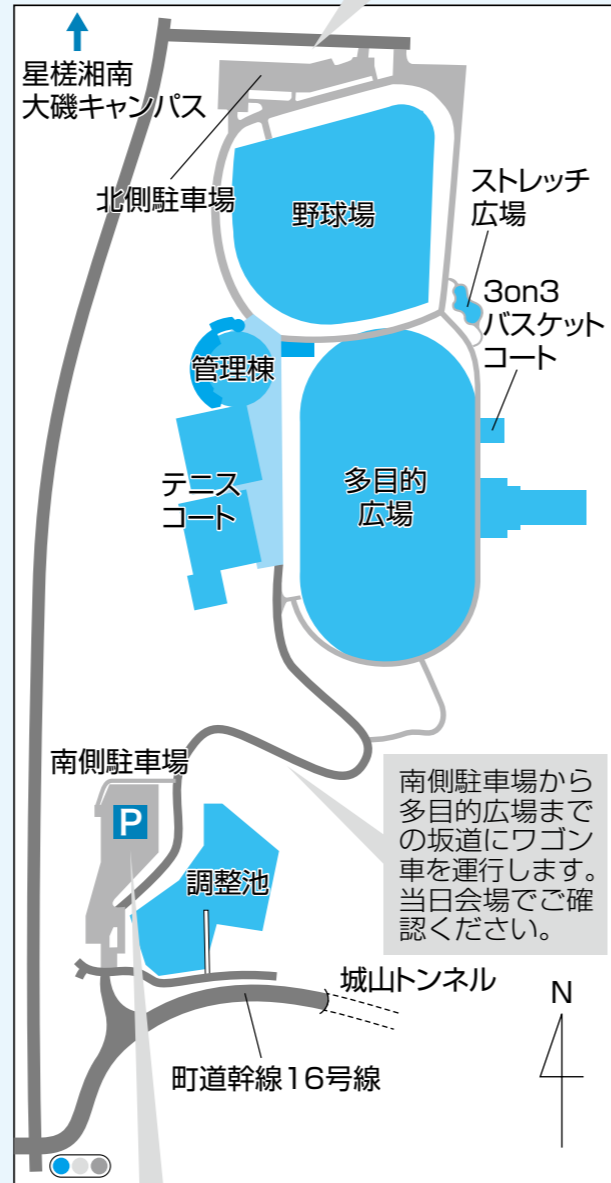 星槎湘南
大磯キャンパス
北側駐車場
野球場
ストレッチ
広場
3on3
バスケット
コート
管理棟
テニス
コート
多目的
広場
南側駐車場
P
調整池
南側駐車場から
多目的広場まで
の坂道にワゴン
車を運行します。
当日会場でご確
認ください。
城山トンネル
N
町道幹線16号線